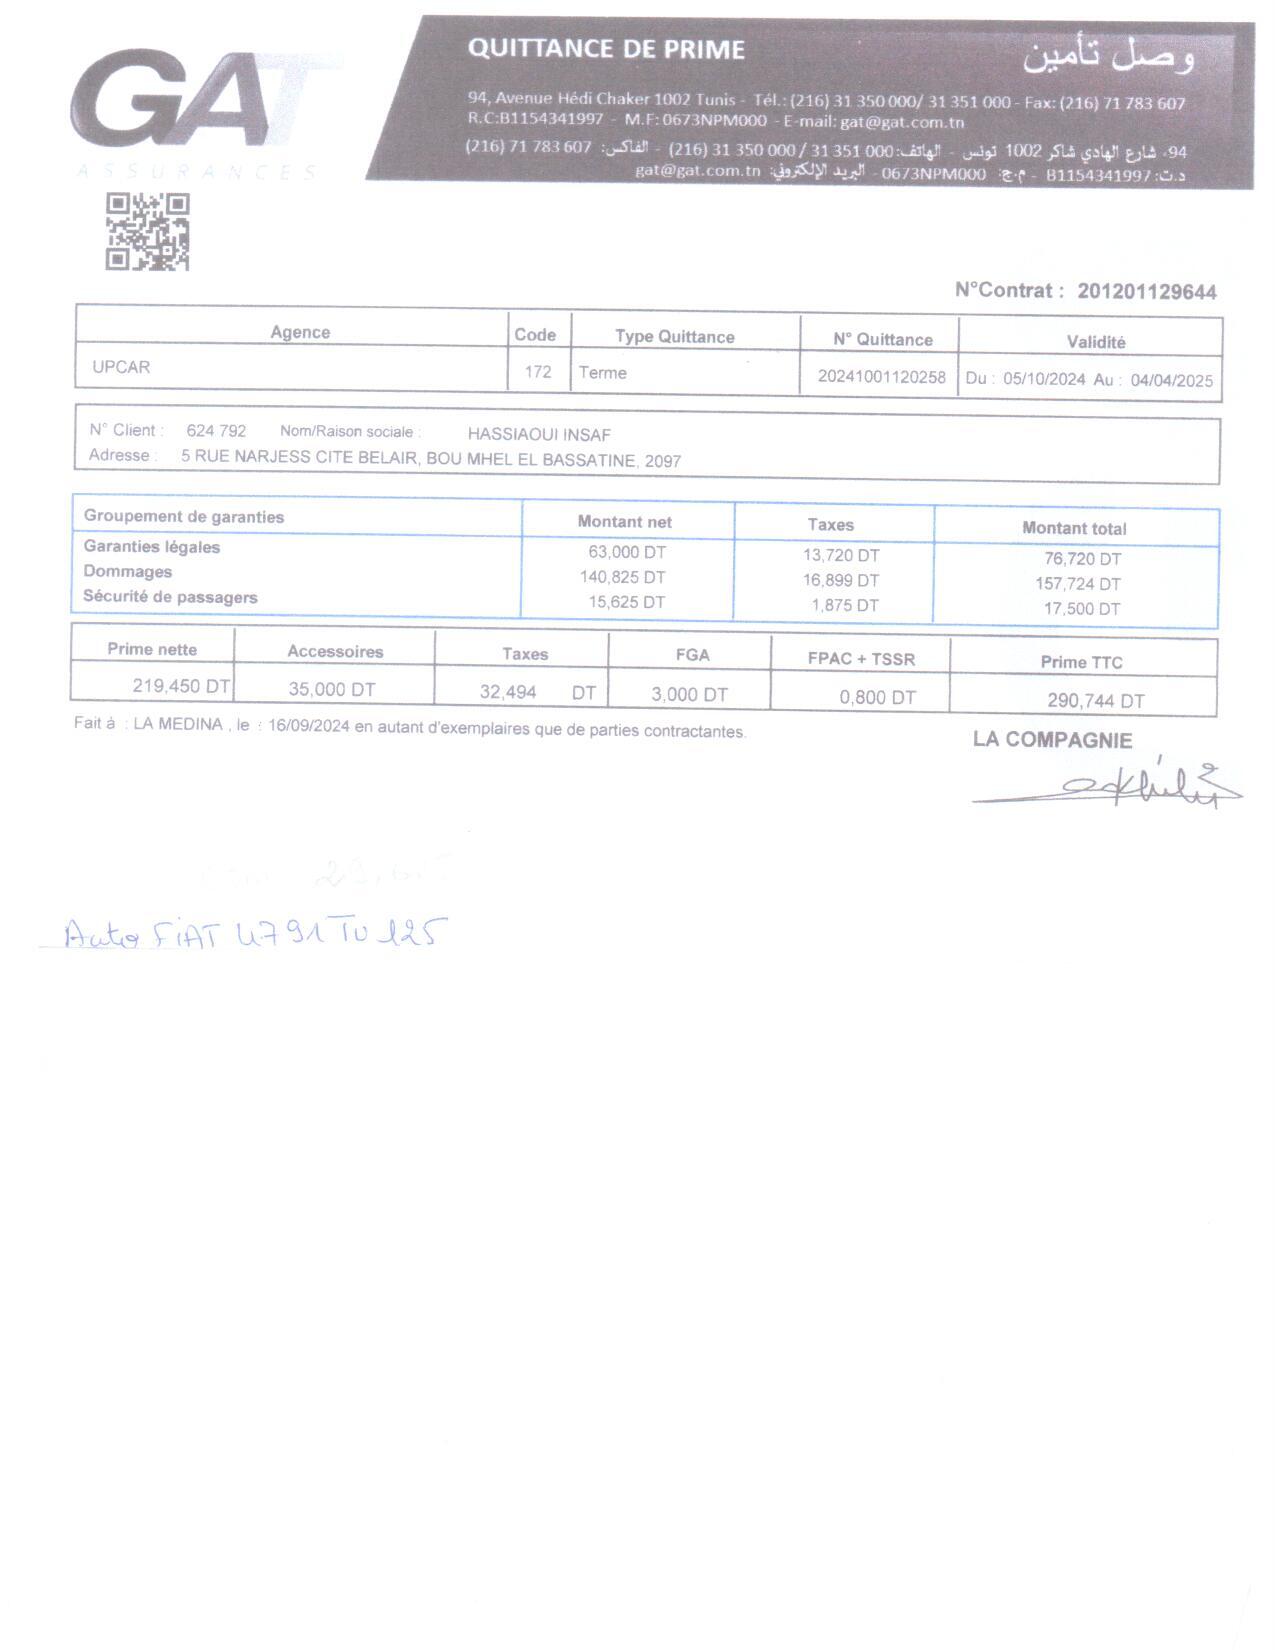 GAT
ASSURANCES
QUITTANCE DE PRIME
وصل تأمين
94, Avenue Hédi Chaker 1002 Tunis - Tél.: (216) 31 350 000/ 31 351 000 - Fax: (216) 71 783 607
R.C:B1154341997 - M.F: 0673NPM000 - E-mail: gat@gat.com.tn
94، شارع الهادي شاكر 1002 تونس - الهاتف: 31 351 000 / 31 350 000 (216) - الفاكس: 71 783 607 (216)
د.ت: B1154341997 - م.ج: 0673NPM000 - البريد الإلكتروني: gat@gat.com.tn
N°Contrat : 201201129644
Agence Code Type Quittance N° Quittance Validité
UPCAR 172 Terme 20241001120258 Du : 05/10/2024 Au : 04/04/2025
N° Client : 624 792 Nom/Raison sociale : HASSIAOUI INSAF
Adresse : 5 RUE NARJESS CITE BELAIR, BOU MHEL EL BASSATINE, 2097
Groupement de garanties Montant net Taxes Montant total
Garanties légales 63,000 DT 13,720 DT 76,720 DT
Dommages 140,825 DT 16,899 DT 157,724 DT
Sécurité de passagers 15,625 DT 1,875 DT 17,500 DT
Prime nette Accessoires Taxes FGA FPAC + TSSR Prime TTC
219,450 DT 35,000 DT 32,494 DT 3,000 DT 0,800 DT 290,744 DT
Fait à : LA MEDINA , le : 16/09/2024 en autant d'exemplaires que de parties contractantes.
LA COMPAGNIE
Auto FiAT 4791 TU 125